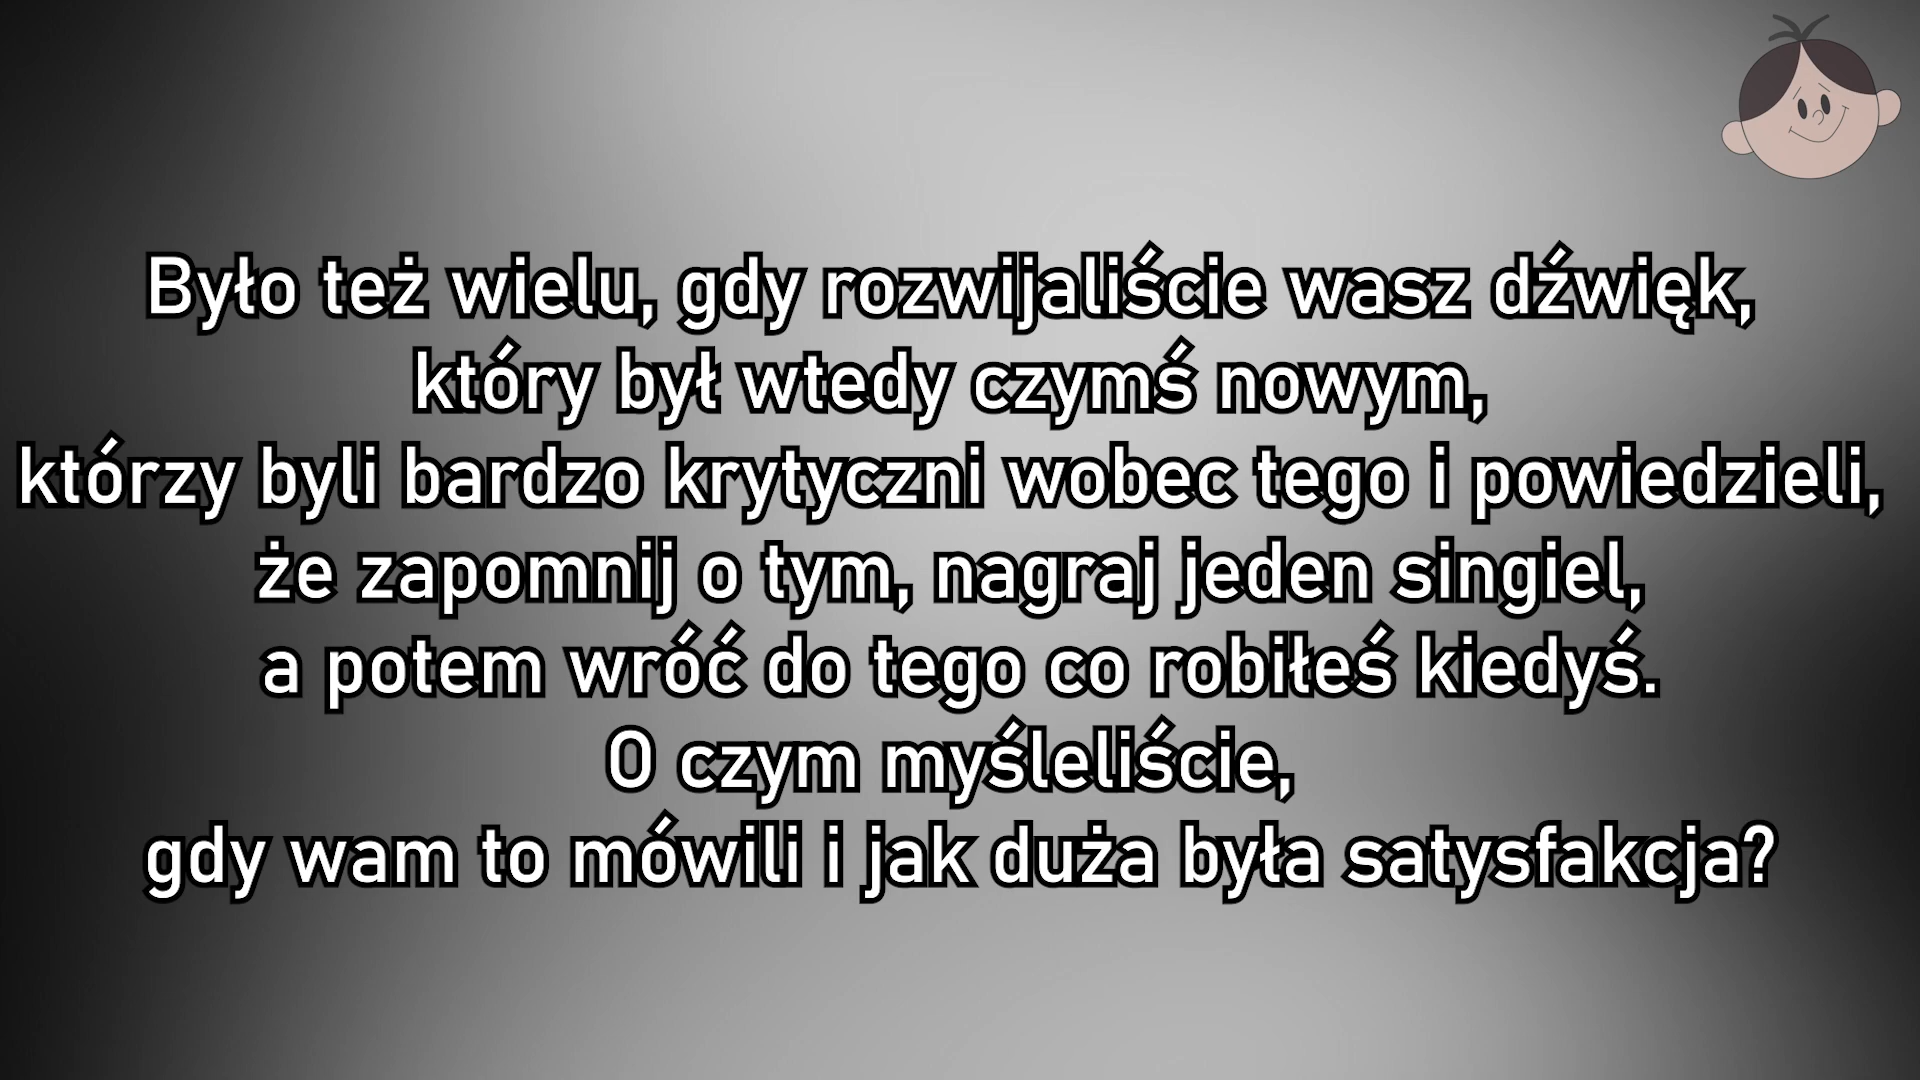 Było też wielu, gdy rozwijaliście wasz dźwięk,
który był wtedy czymś nowym,
którzy byli bardzo krytyczni wobec tego i powiedzieli,
że zapomnij o tym, nagraj jeden singiel,
a potem wróć do tego co robiłeś kiedyś.
O czym myśleliście,
gdy wam to mówili i jak duża była satysfakcja?